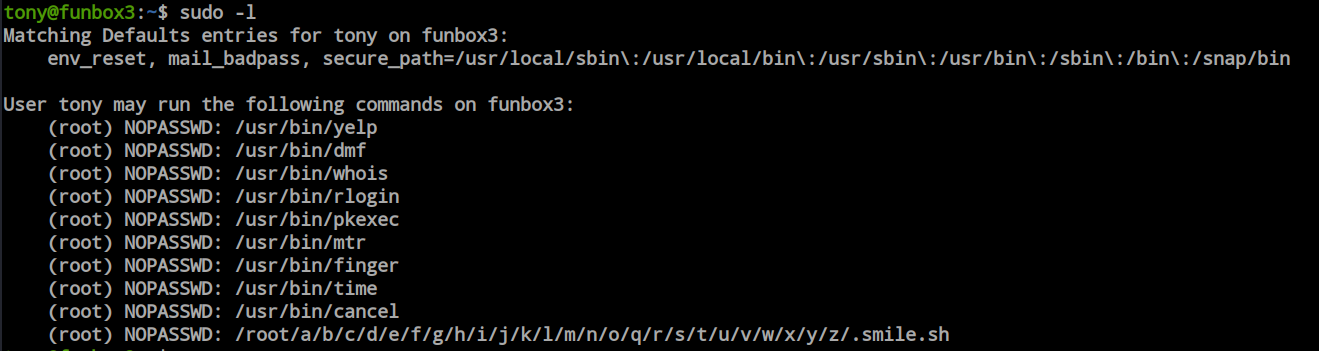 tony@funbox3:~$ sudo -l
Matching Defaults entries for tony on funbox3:
    env_reset, mail_badpass, secure_path=/usr/local/sbin\:/usr/local/bin\:/usr/sbin\:/usr/bin\:/sbin\:/bin\:/snap/bin

User tony may run the following commands on funbox3:
    (root) NOPASSWD: /usr/bin/yelp
    (root) NOPASSWD: /usr/bin/dmf
    (root) NOPASSWD: /usr/bin/whois
    (root) NOPASSWD: /usr/bin/rlogin
    (root) NOPASSWD: /usr/bin/pkexec
    (root) NOPASSWD: /usr/bin/mtr
    (root) NOPASSWD: /usr/bin/finger
    (root) NOPASSWD: /usr/bin/time
    (root) NOPASSWD: /usr/bin/cancel
    (root) NOPASSWD: /root/a/b/c/d/e/f/g/h/i/j/k/l/m/n/o/q/r/s/t/u/v/w/x/y/z/.smile.sh